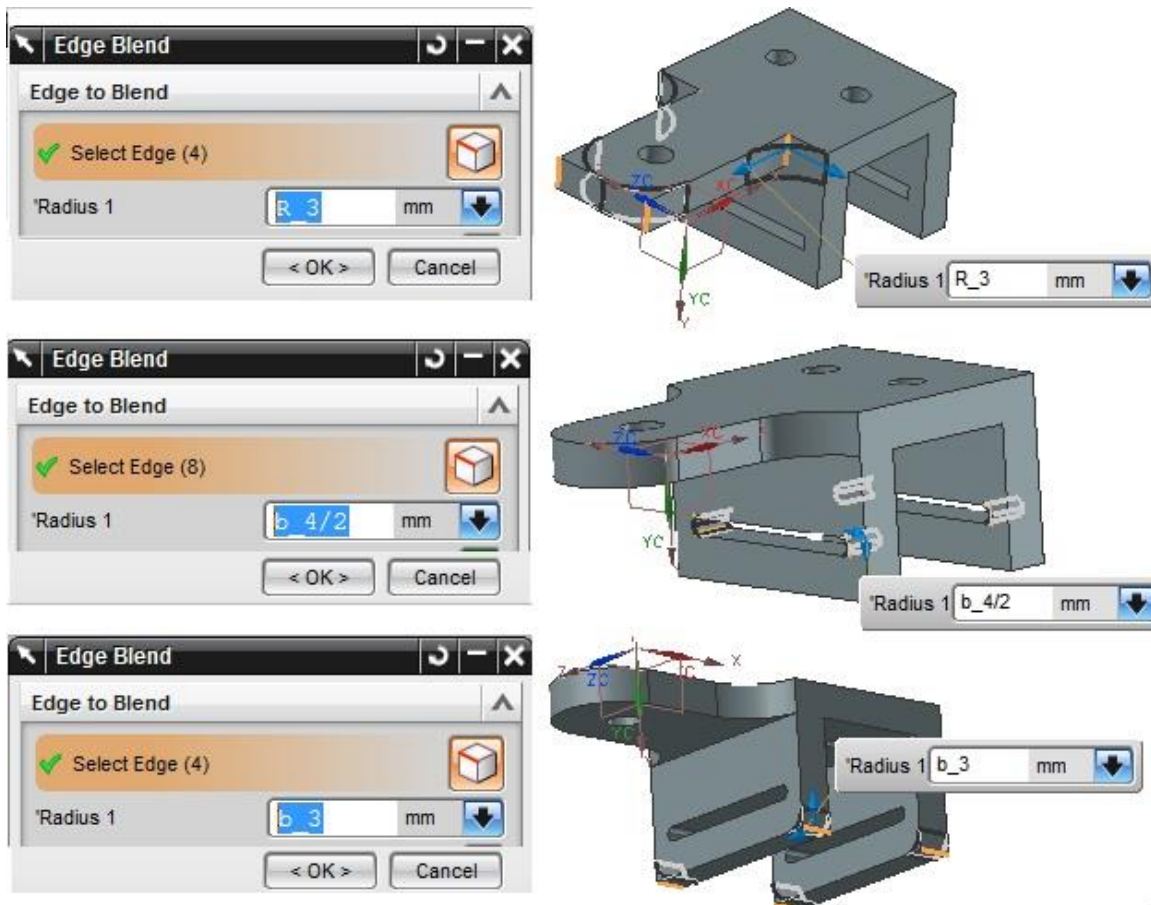 Edge Blend
Edge to Blend
Select Edge (4)
*Radius 1 R_3 mm
< OK > Cancel
ZC XC
YC
Y
*Radius 1 R_3 mm
Edge Blend
Edge to Blend
Select Edge (8)
*Radius 1 b_4/2 mm
< OK > Cancel
ZC XC
YC
*Radius 1 b_4/2 mm
Edge Blend
Edge to Blend
Select Edge (4)
*Radius 1 b_3 mm
< OK > Cancel
Z X
ZC
YC
*Radius 1 b_3 mm